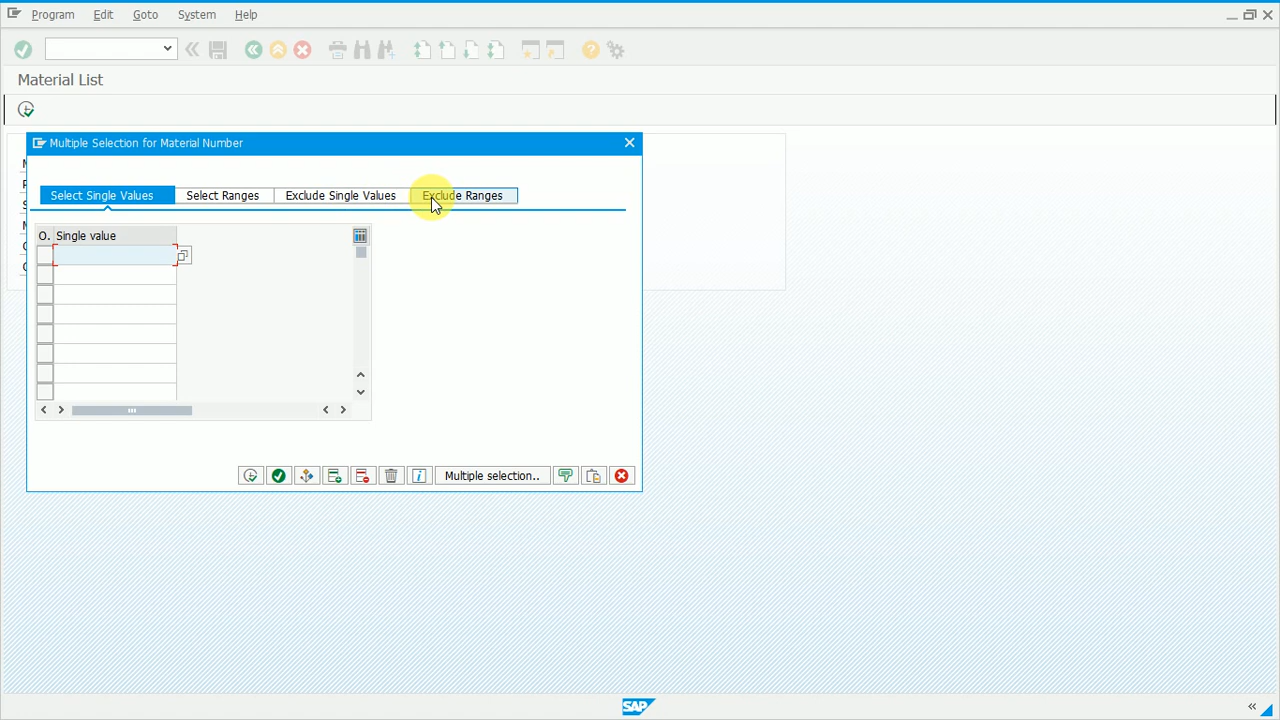 Program Edit Goto System Help
Material List
Multiple Selection for Material Number
Select Single Values Select Ranges Exclude Single Values Exclude Ranges
O. Single value
Multiple selection..
SAP